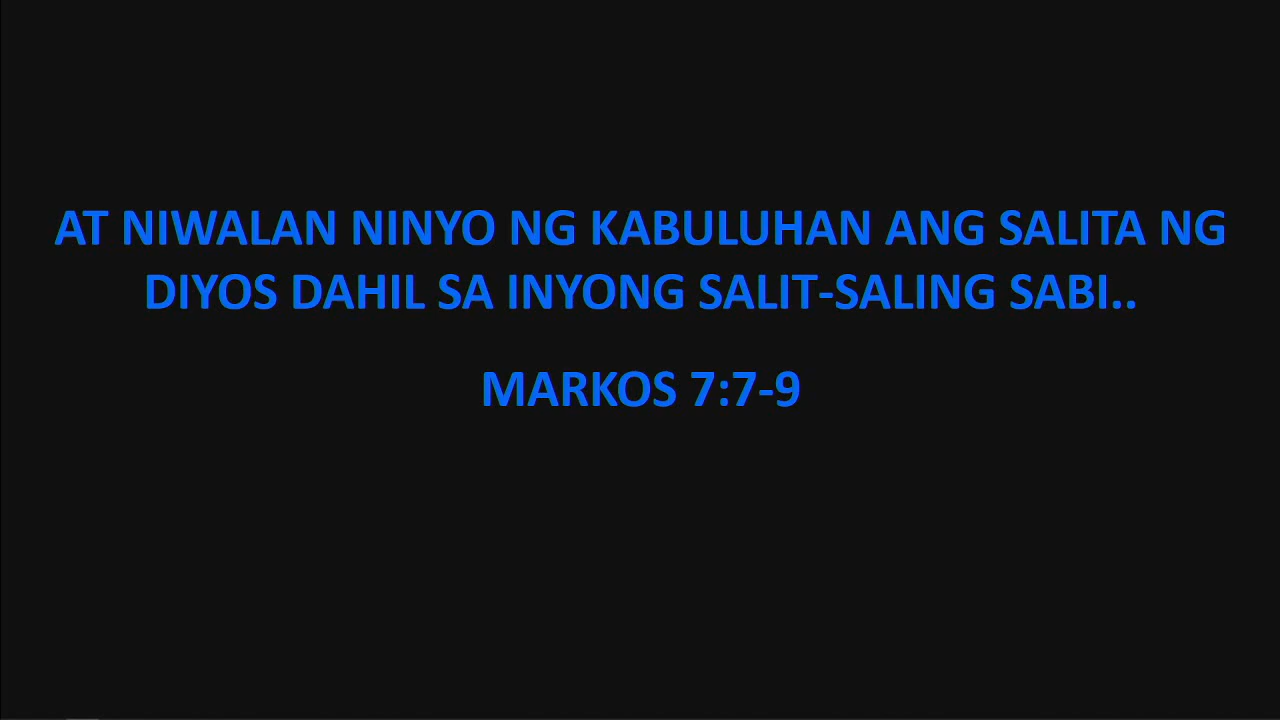 AT NIWALAN NINYO NG KABULUHAN ANG SALITA NG
DIYOS DAHIL SA INYONG SALIT-SALING SABI..
MARKOS 7:7-9